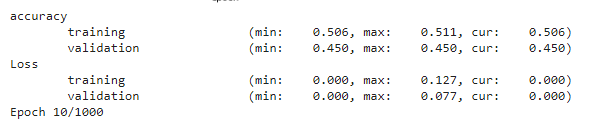 accuracy
training (min: 0.506, max: 0.511, cur: 0.506)
validation (min: 0.450, max: 0.450, cur: 0.450)
Loss
training (min: 0.000, max: 0.127, cur: 0.000)
validation (min: 0.000, max: 0.077, cur: 0.000)
Epoch 10/1000